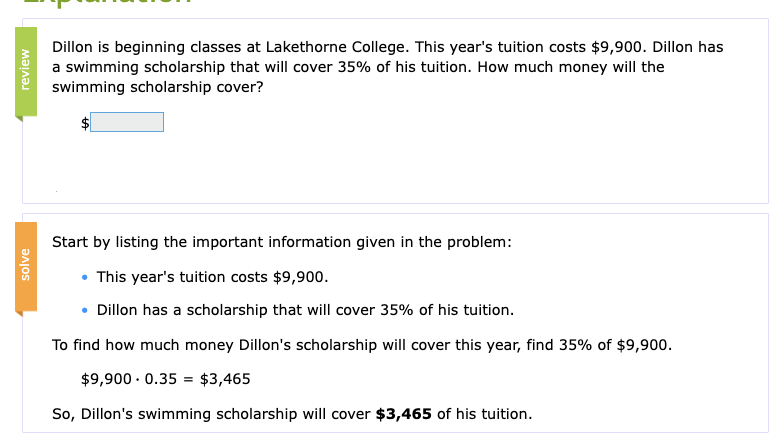 review
Dillon is beginning classes at Lakethorne College. This year's tuition costs $9,900. Dillon has
a swimming scholarship that will cover 35% of his tuition. How much money will the
swimming scholarship cover?
$
solve
Start by listing the important information given in the problem:
• This year's tuition costs $9,900.
• Dillon has a scholarship that will cover 35% of his tuition.
To find how much money Dillon's scholarship will cover this year, find 35% of $9,900.
$9,900 · 0.35 = $3,465
So, Dillon's swimming scholarship will cover $3,465 of his tuition.